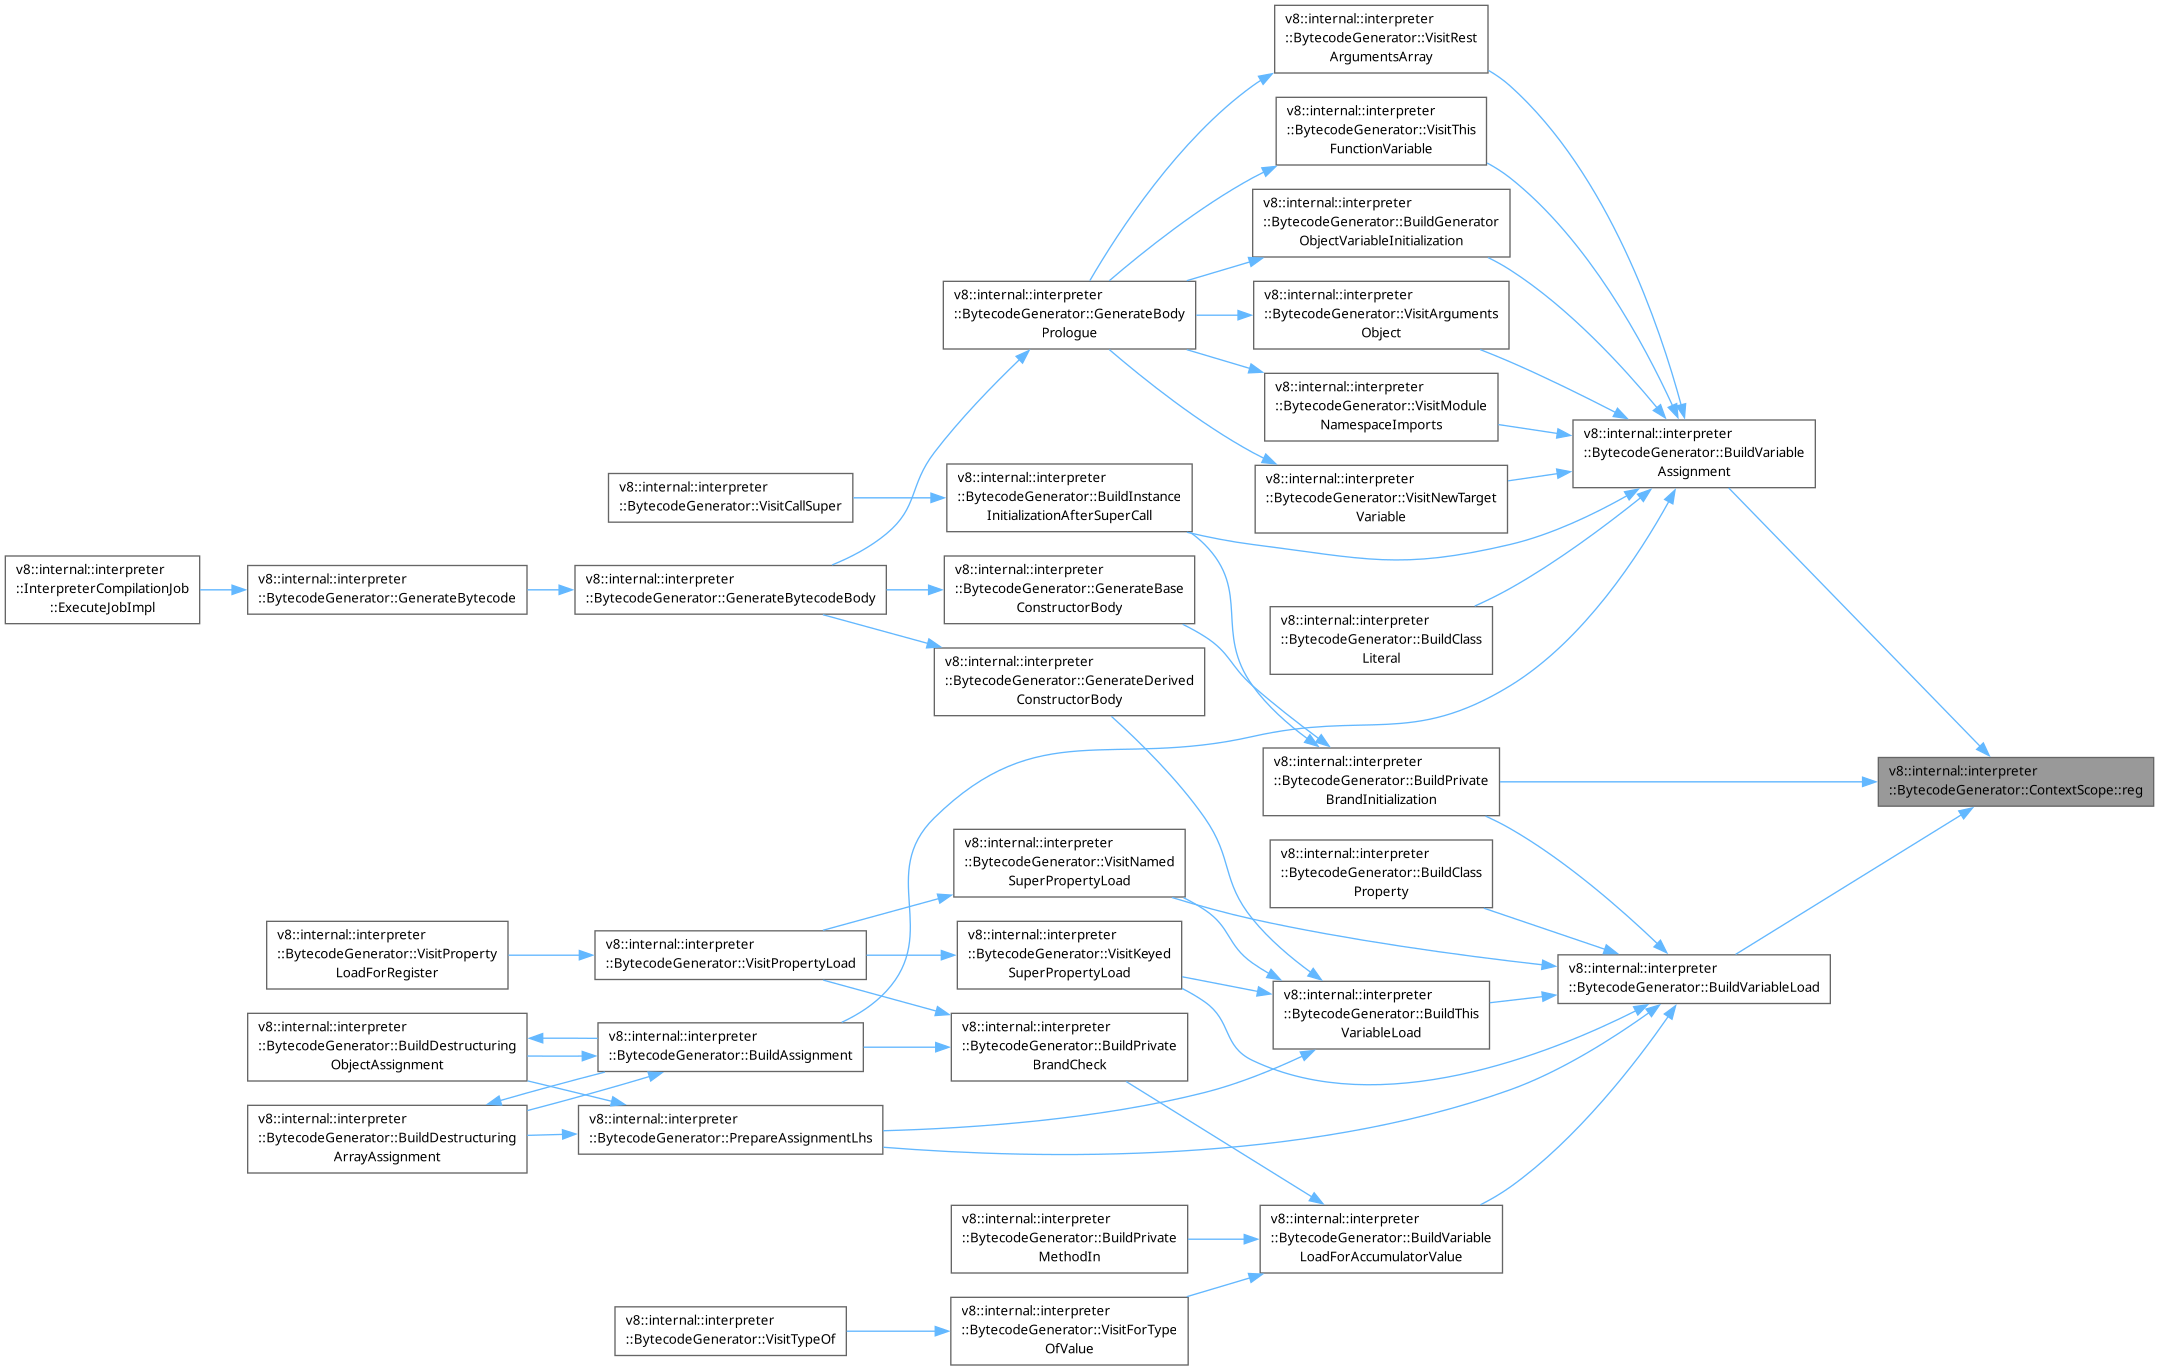 v8::internal::interpreter
::BytecodeGenerator::VisitRest
ArgumentsArray
v8::internal::interpreter
::BytecodeGenerator::VisitThis
FunctionVariable
v8::internal::interpreter
::BytecodeGenerator::BuildGenerator
ObjectVariableInitialization
v8::internal::interpreter
::BytecodeGenerator::GenerateBody
Prologue
v8::internal::interpreter
::BytecodeGenerator::VisitArguments
Object
v8::internal::interpreter
::BytecodeGenerator::VisitModule
NamespaceImports
v8::internal::interpreter
::BytecodeGenerator::BuildVariable
Assignment
v8::internal::interpreter
::BytecodeGenerator::VisitCallSuper
v8::internal::interpreter
::BytecodeGenerator::BuildInstance
InitializationAfterSuperCall
v8::internal::interpreter
::BytecodeGenerator::VisitNewTarget
Variable
v8::internal::interpreter
::InterpreterCompilationJob
::ExecuteJobImpl
v8::internal::interpreter
::BytecodeGenerator::GenerateBytecode
v8::internal::interpreter
::BytecodeGenerator::GenerateBytecodeBody
v8::internal::interpreter
::BytecodeGenerator::GenerateBase
ConstructorBody
v8::internal::interpreter
::BytecodeGenerator::BuildClass
Literal
v8::internal::interpreter
::BytecodeGenerator::GenerateDerived
ConstructorBody
v8::internal::interpreter
::BytecodeGenerator::BuildPrivate
BrandInitialization
v8::internal::interpreter
::BytecodeGenerator::ContextScope::reg
v8::internal::interpreter
::BytecodeGenerator::VisitNamed
SuperPropertyLoad
v8::internal::interpreter
::BytecodeGenerator::BuildClass
Property
v8::internal::interpreter
::BytecodeGenerator::VisitProperty
LoadForRegister
v8::internal::interpreter
::BytecodeGenerator::VisitPropertyLoad
v8::internal::interpreter
::BytecodeGenerator::VisitKeyed
SuperPropertyLoad
v8::internal::interpreter
::BytecodeGenerator::BuildThis
VariableLoad
v8::internal::interpreter
::BytecodeGenerator::BuildVariableLoad
v8::internal::interpreter
::BytecodeGenerator::BuildDestructuring
ObjectAssignment
v8::internal::interpreter
::BytecodeGenerator::BuildAssignment
v8::internal::interpreter
::BytecodeGenerator::BuildPrivate
BrandCheck
v8::internal::interpreter
::BytecodeGenerator::BuildDestructuring
ArrayAssignment
v8::internal::interpreter
::BytecodeGenerator::PrepareAssignmentLhs
v8::internal::interpreter
::BytecodeGenerator::BuildPrivate
MethodIn
v8::internal::interpreter
::BytecodeGenerator::BuildVariable
LoadForAccumulatorValue
v8::internal::interpreter
::BytecodeGenerator::VisitTypeOf
v8::internal::interpreter
::BytecodeGenerator::VisitForType
OfValue